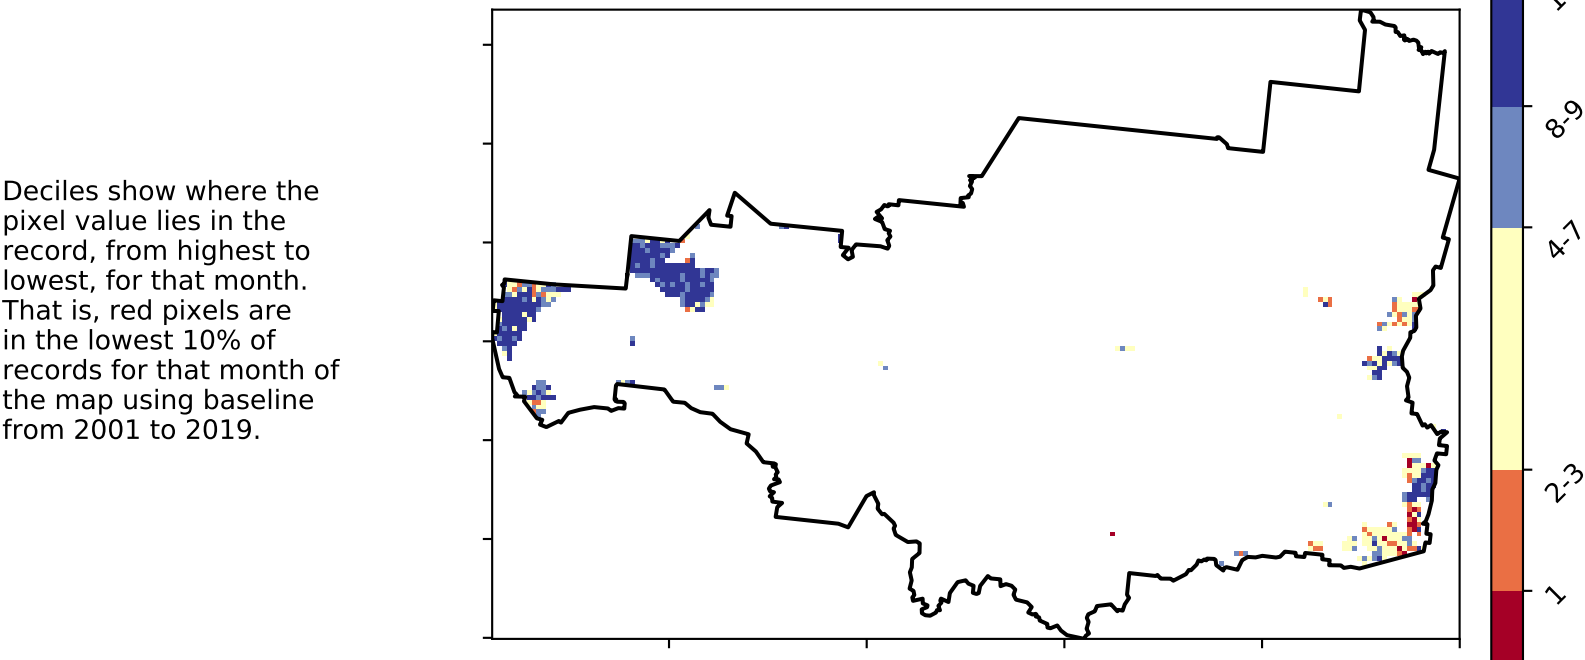 Deciles show where the
pixel value lies in the
record, from highest to
lowest, for that month.
That is, red pixels are
in the lowest 10% of
records for that month of
the map using baseline
from 2001 to 2019.
8-9
4-7
2-3
1